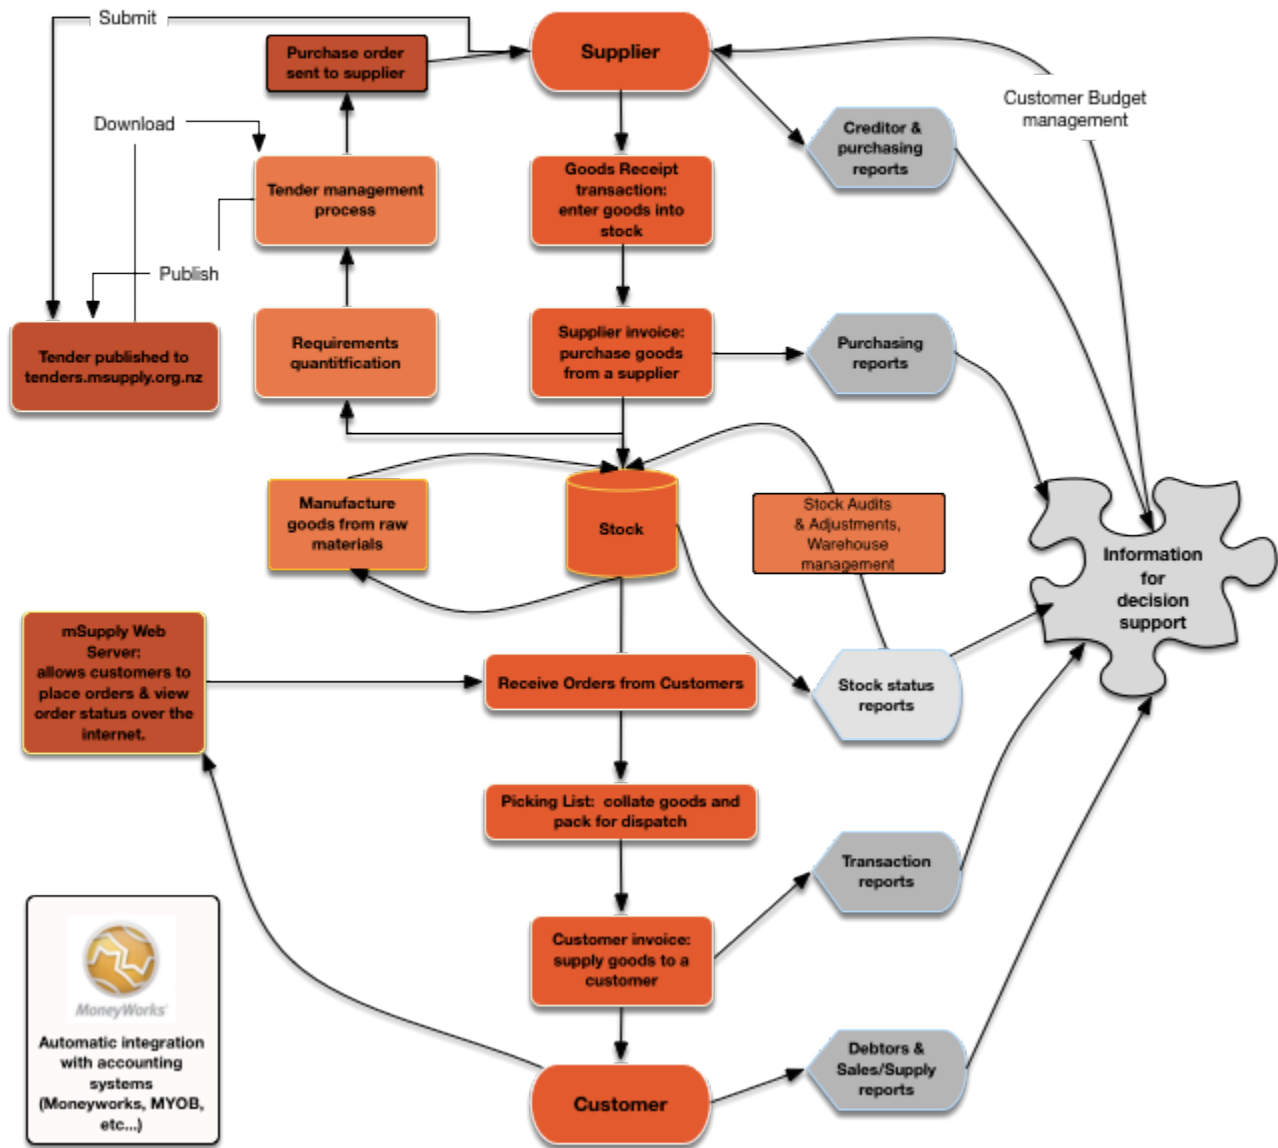 Submit
Purchase order
sent to supplier
Supplier
Customer Budget
management
Download
Creditor &
purchasing
reports
Tender management
process
Goods Receipt
transaction:
enter goods into
stock
Publish
Tender published to
tenders.msupply.org.nz
Requirements
quantitfication
Supplier invoice:
purchase goods
from a supplier
Purchasing
reports
Manufacture
goods from raw
materials
Stock
Stock Audits
& Adjustments,
Warehouse
management
Information
for
decision
support
mSupply Web
Server:
allows customers to
place orders & view
order status over the
internet.
Receive Orders from Customers
Stock status
reports
Picking List:  collate goods and
pack for dispatch
Transaction
reports
Customer invoice:
supply goods to a
customer
MoneyWorks
Automatic integration
with accounting
systems
(Moneyworks, MYOB,
etc...)
Debtors &
Sales/Supply
reports
Customer